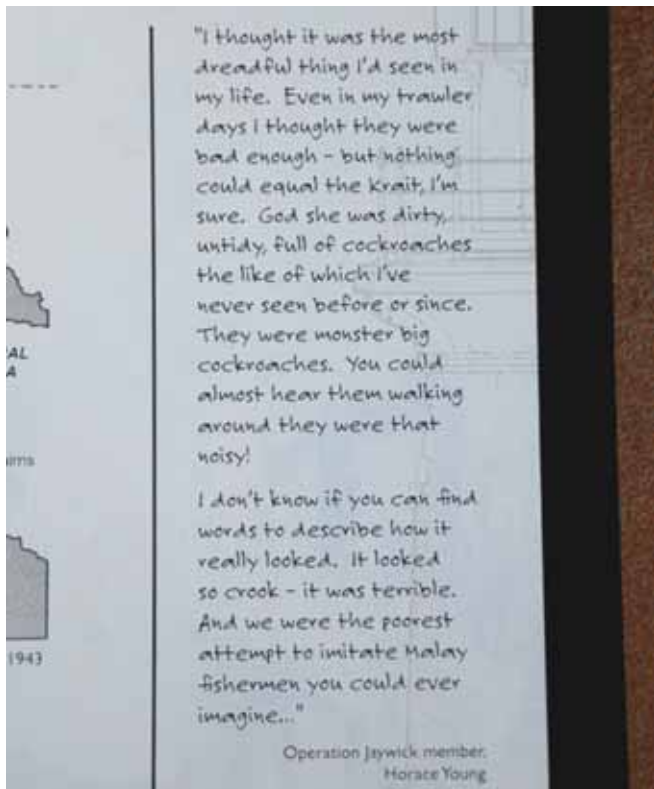 "I thought it was the most
dreadful thing I'd seen in
my life. Even in my trawler
days I thought they were
bad enough - but nothing
could equal the Krait, I'm
sure. God she was dirty,
untidy, full of cockroaches
the like of which I've
never seen before or since.
They were monster big
cockroaches. You could
almost hear them walking
around they were that
noisy!
I don't know if you can find
words to describe how it
really looked. It looked
so crook - it was terrible.
And we were the poorest
attempt to imitate Malay
fishermen you could ever
imagine..."
Operation Jaywick member,
Horace Young
AL
A
1943